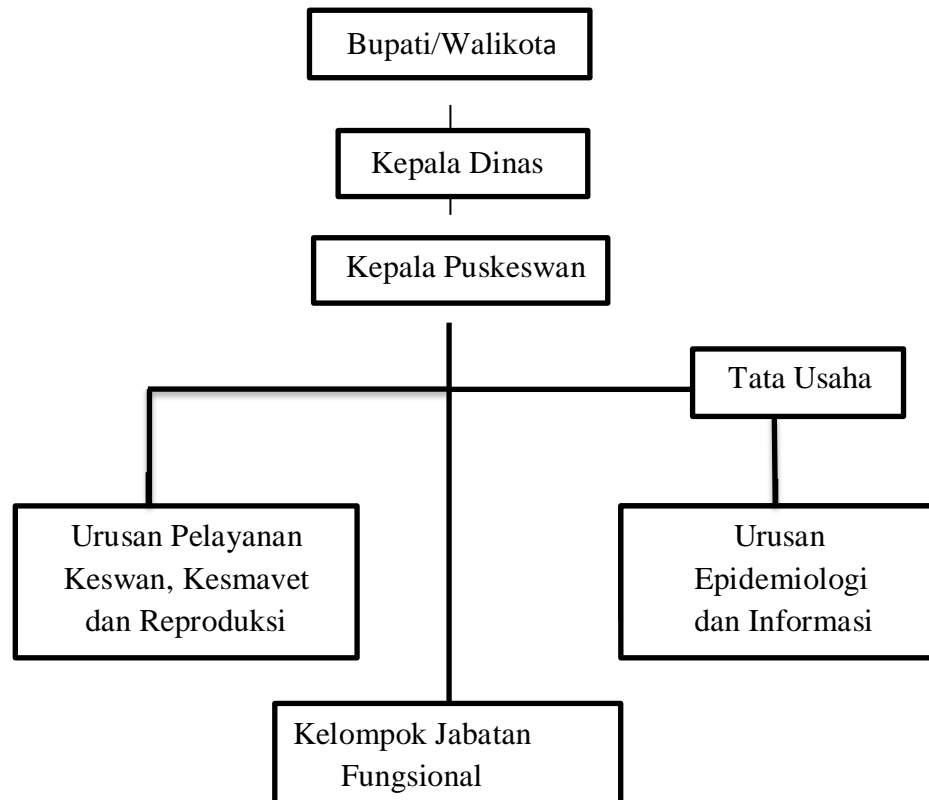 Bupati/Walikota
Kepala Dinas
Kepala Puskeswan
Tata Usaha
Urusan Pelayanan
Keswan, Kesmavet
dan Reproduksi
Urusan
Epidemiologi
dan Informasi
Kelompok Jabatan
Fungsional